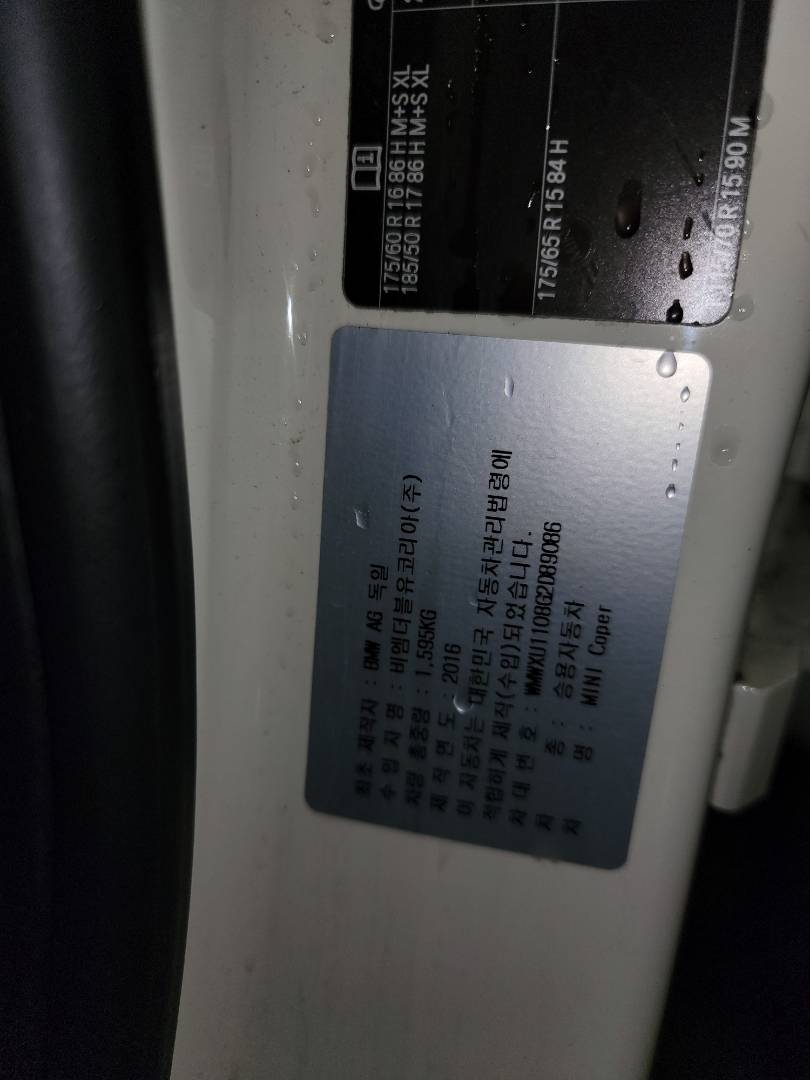 175/60 R 16 86 H M+S XL
185/50 R 17 86 H M+S XL
175/65 R 15 84 H
R 15 90 M
최초 제작자 : BMW AG 독일
수 입 자 명 : 비엠더블유코리아(주)
차량 총중량 : 1,595KG
제 작 연 도 : 2016
이 자동차는 대한민국 자동차관리법령에
적합하게 제작(수입)되었습니다.
차 대 번 호 : WMWXU1108G2D89086
차 종 : 승용자동차
차 명 : MINI Coper